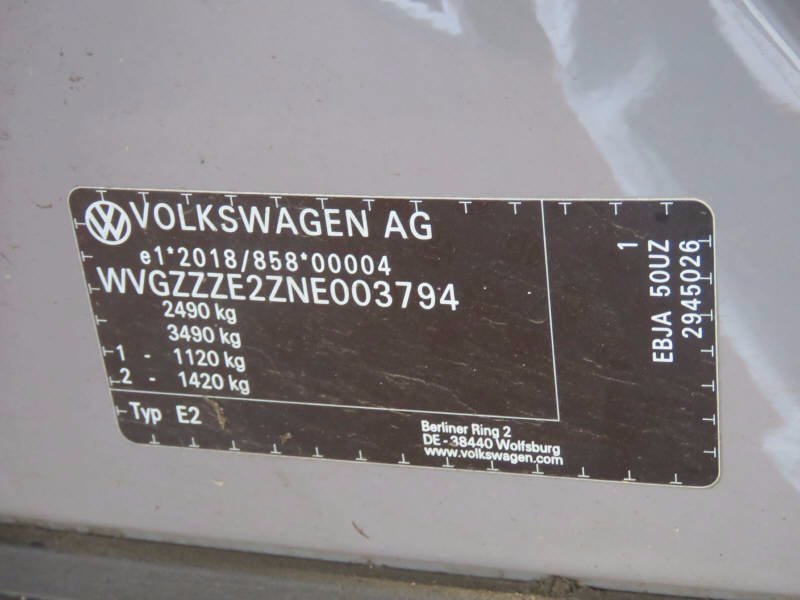 VOLKSWAGEN AG
e1*2018/858*00004
WVGZZZE2ZNE003794
2490 kg
3490 kg
1 - 1120 kg
2 - 1420 kg
Typ E2
Berliner Ring 2
DE-38440 Wolfsburg
www.volkswagen.com
1
EBJA 50UZ
2945026